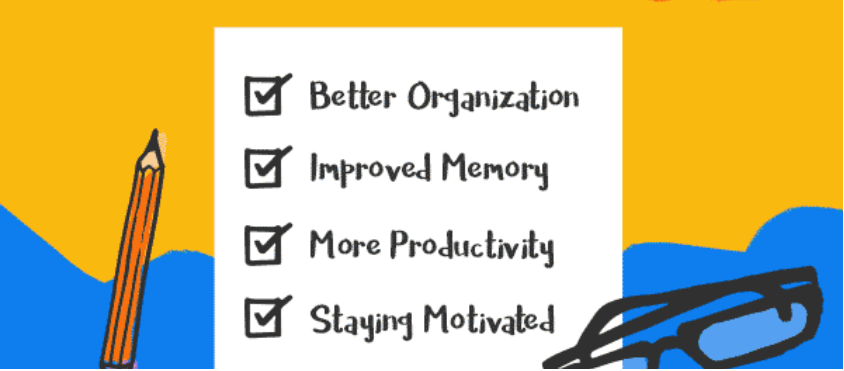 Better Organization
Improved Memory
More Productivity
Staying Motivated